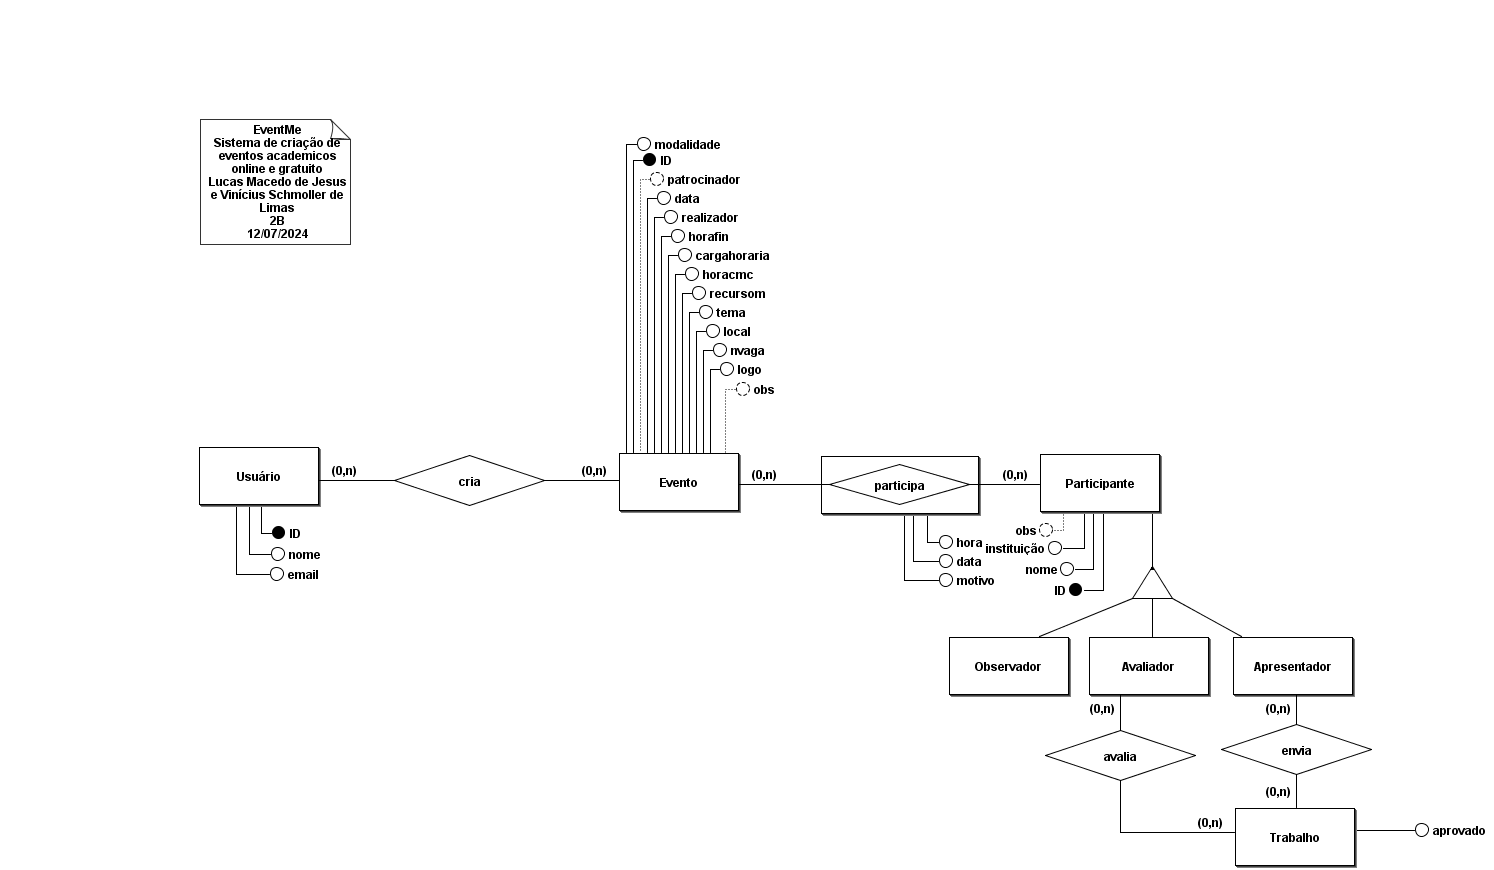 EventMe
Sistema de criação de
eventos academicos
online e gratuito
Lucas Macedo de Jesus
e Vinícius Schmoller de
Limas
2B
12/07/2024
modalidade
ID
patrocinador
data
realizador
horafin
cargahoraria
horacmc
recursom
tema
local
nvaga
logo
obs
Usuário
(0,n)
cria
(0,n)
Evento
(0,n)
participa
(0,n)
Participante
ID
nome
email
hora
data
motivo
obs
instituição
nome
ID
Observador
Avaliador
Apresentador
(0,n)
(0,n)
avalia
envia
(0,n)
(0,n)
Trabalho
aprovado